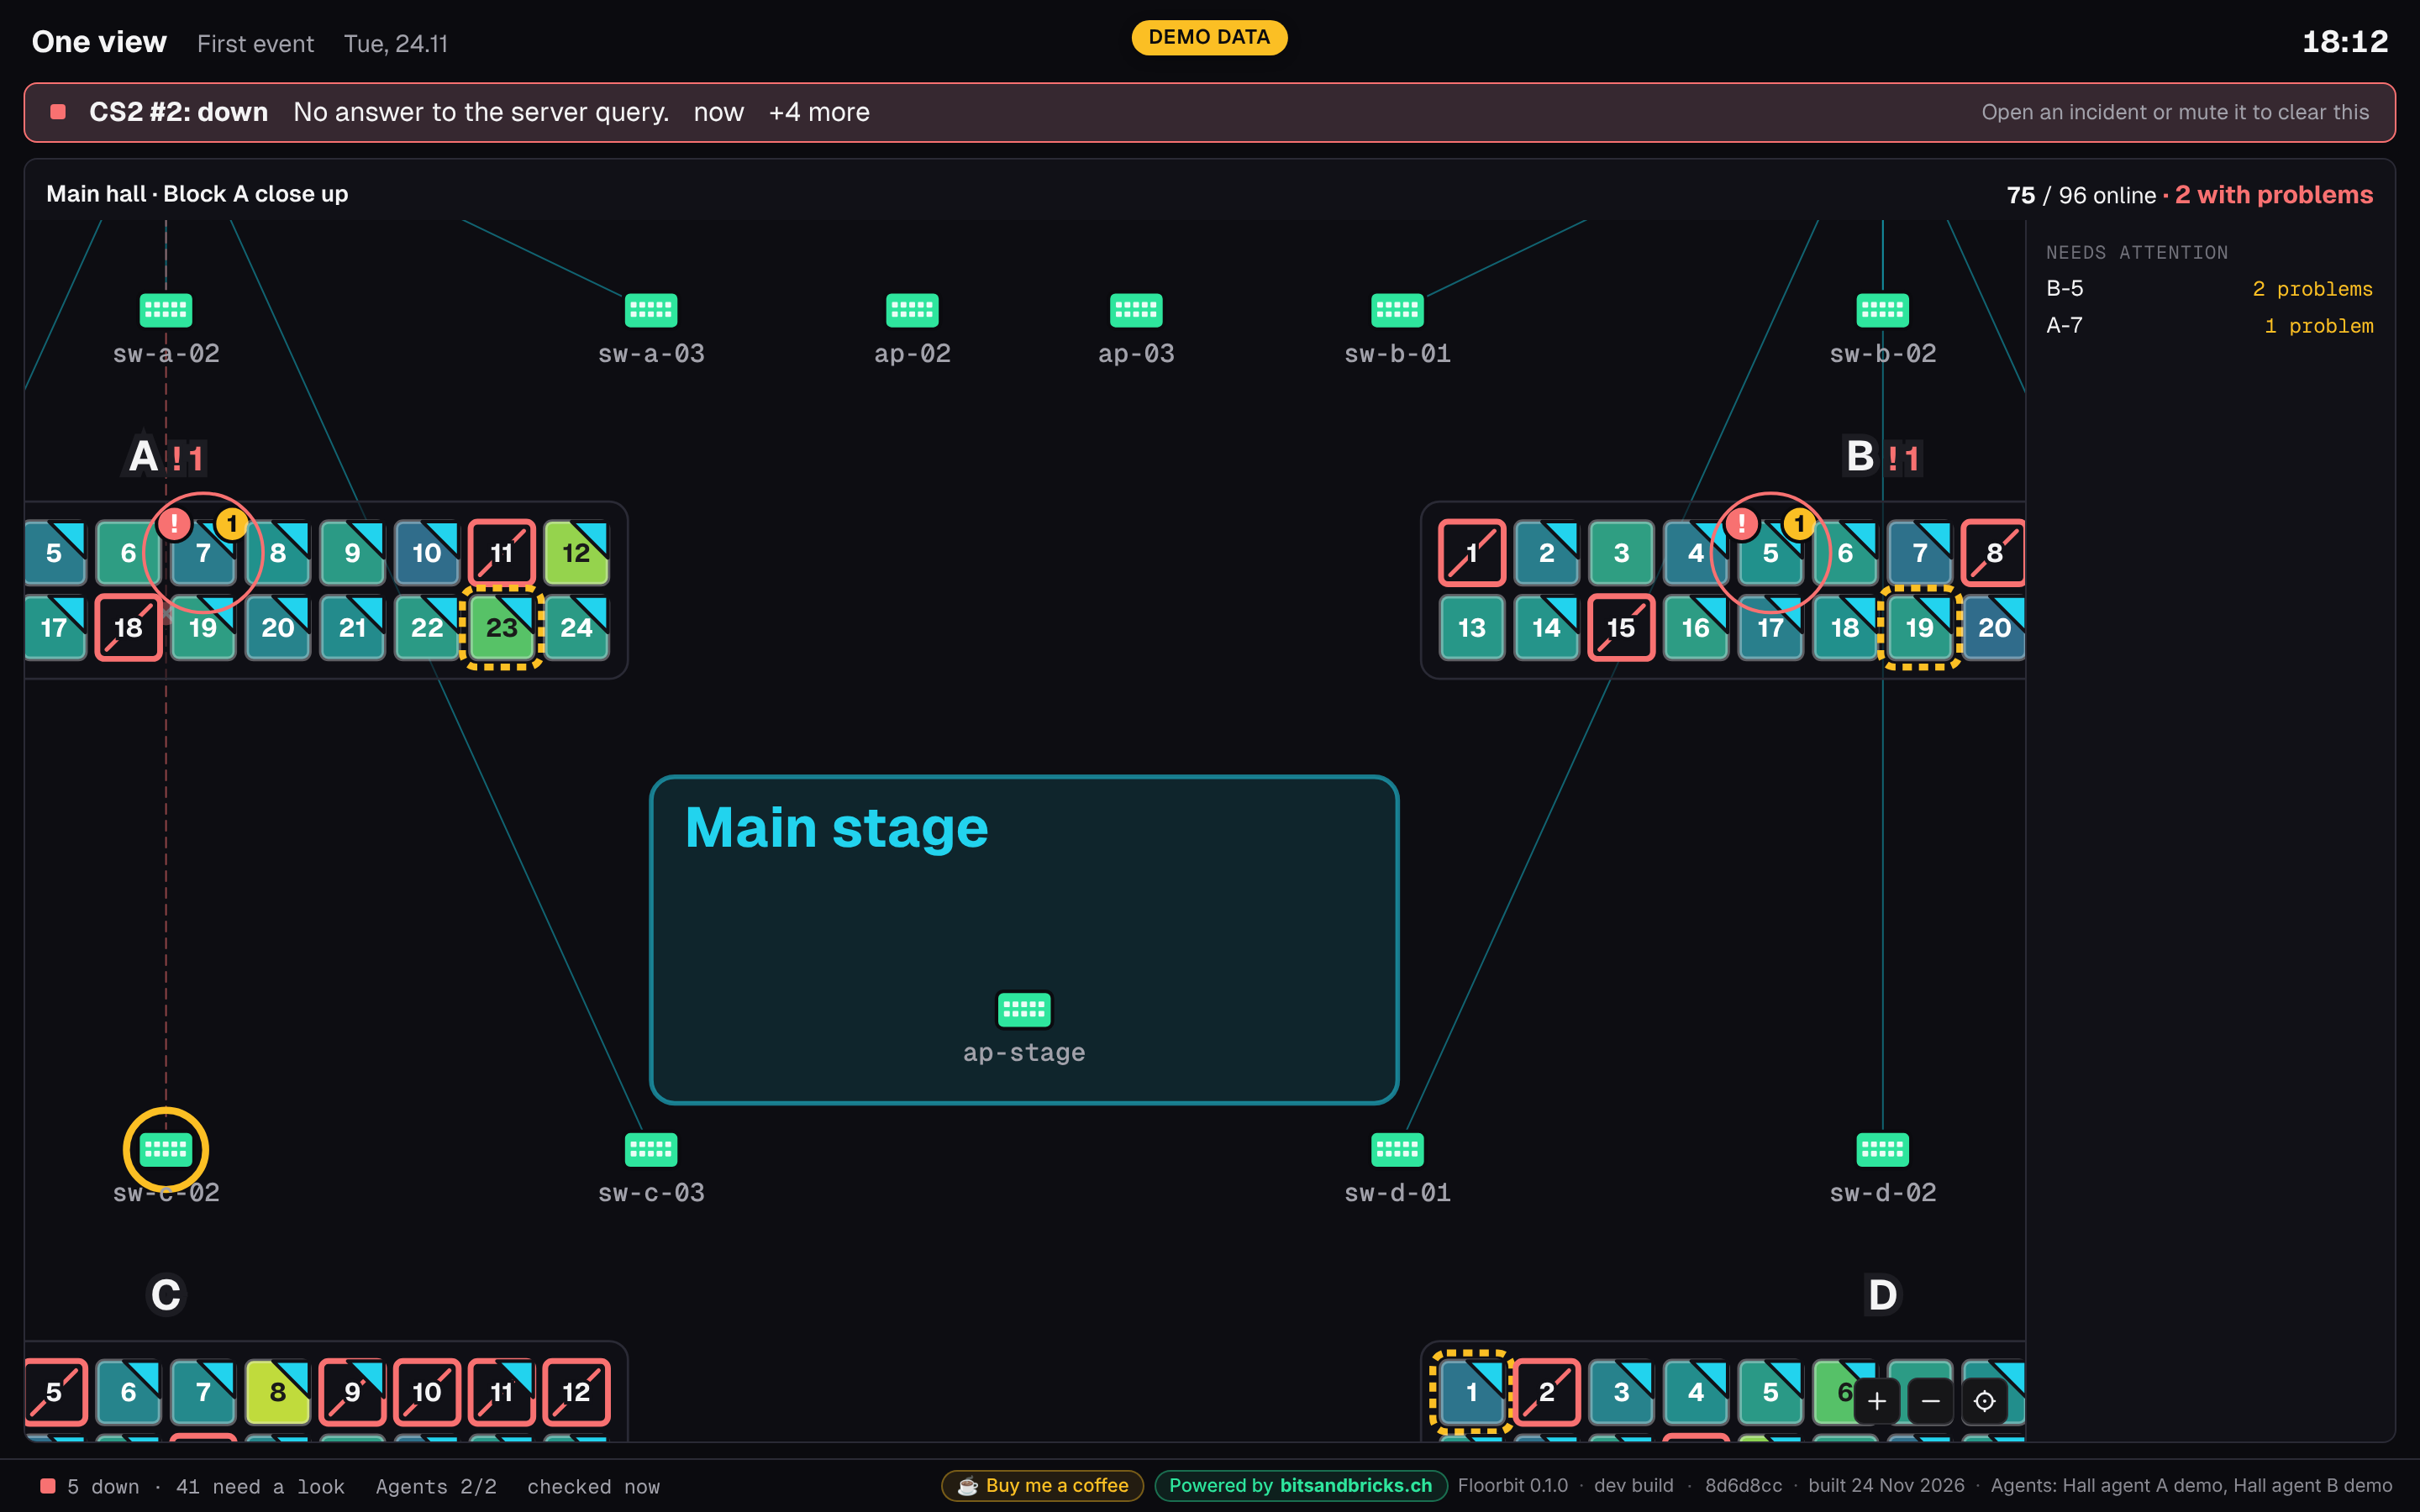 One view First event Tue, 24.11 DEMO DATA 18:12
CS2 #2: down No answer to the server query. now +4 more Open an incident or mute it to clear this
Main hall · Block A close up 75 / 96 online · 2 with problems
NEEDS ATTENTION
B-5 2 problems
A-7 1 problem
sw-a-02 sw-a-03 ap-02 ap-03 sw-b-01 sw-b-02
A !1 B !1
! 1 ! 1
5 6 7 8 9 10 11 12 1 2 3 4 5 6 7 8
17 18 19 20 21 22 23 24 13 14 15 16 17 18 19 20
Main stage
ap-stage
sw-c-02 sw-c-03 sw-d-01 sw-d-02
C D
5 6 7 8 9 10 11 12 1 2 3 4 5 6 + −
5 down · 41 need a look Agents 2/2 checked now ☕ Buy me a coffee Powered by bitsandbricks.ch Floorbit 0.1.0 · dev build · 8d6d8cc · built 24 Nov 2026 · Agents: Hall agent A demo, Hall agent B demo